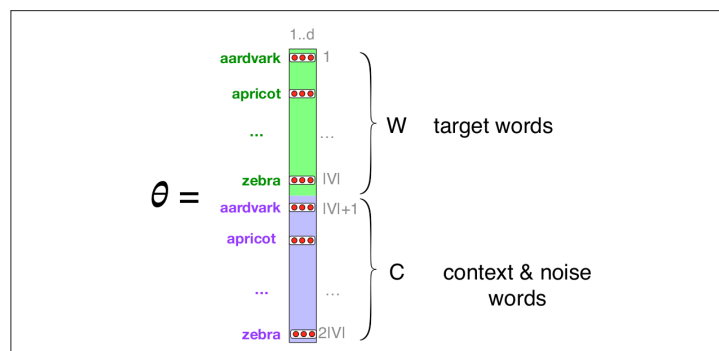 1..d
aardvark 1
apricot
... ...
zebra |V|
θ =
aardvark |V|+1
apricot
... ...
zebra 2|V|
W target words
C context & noise
words